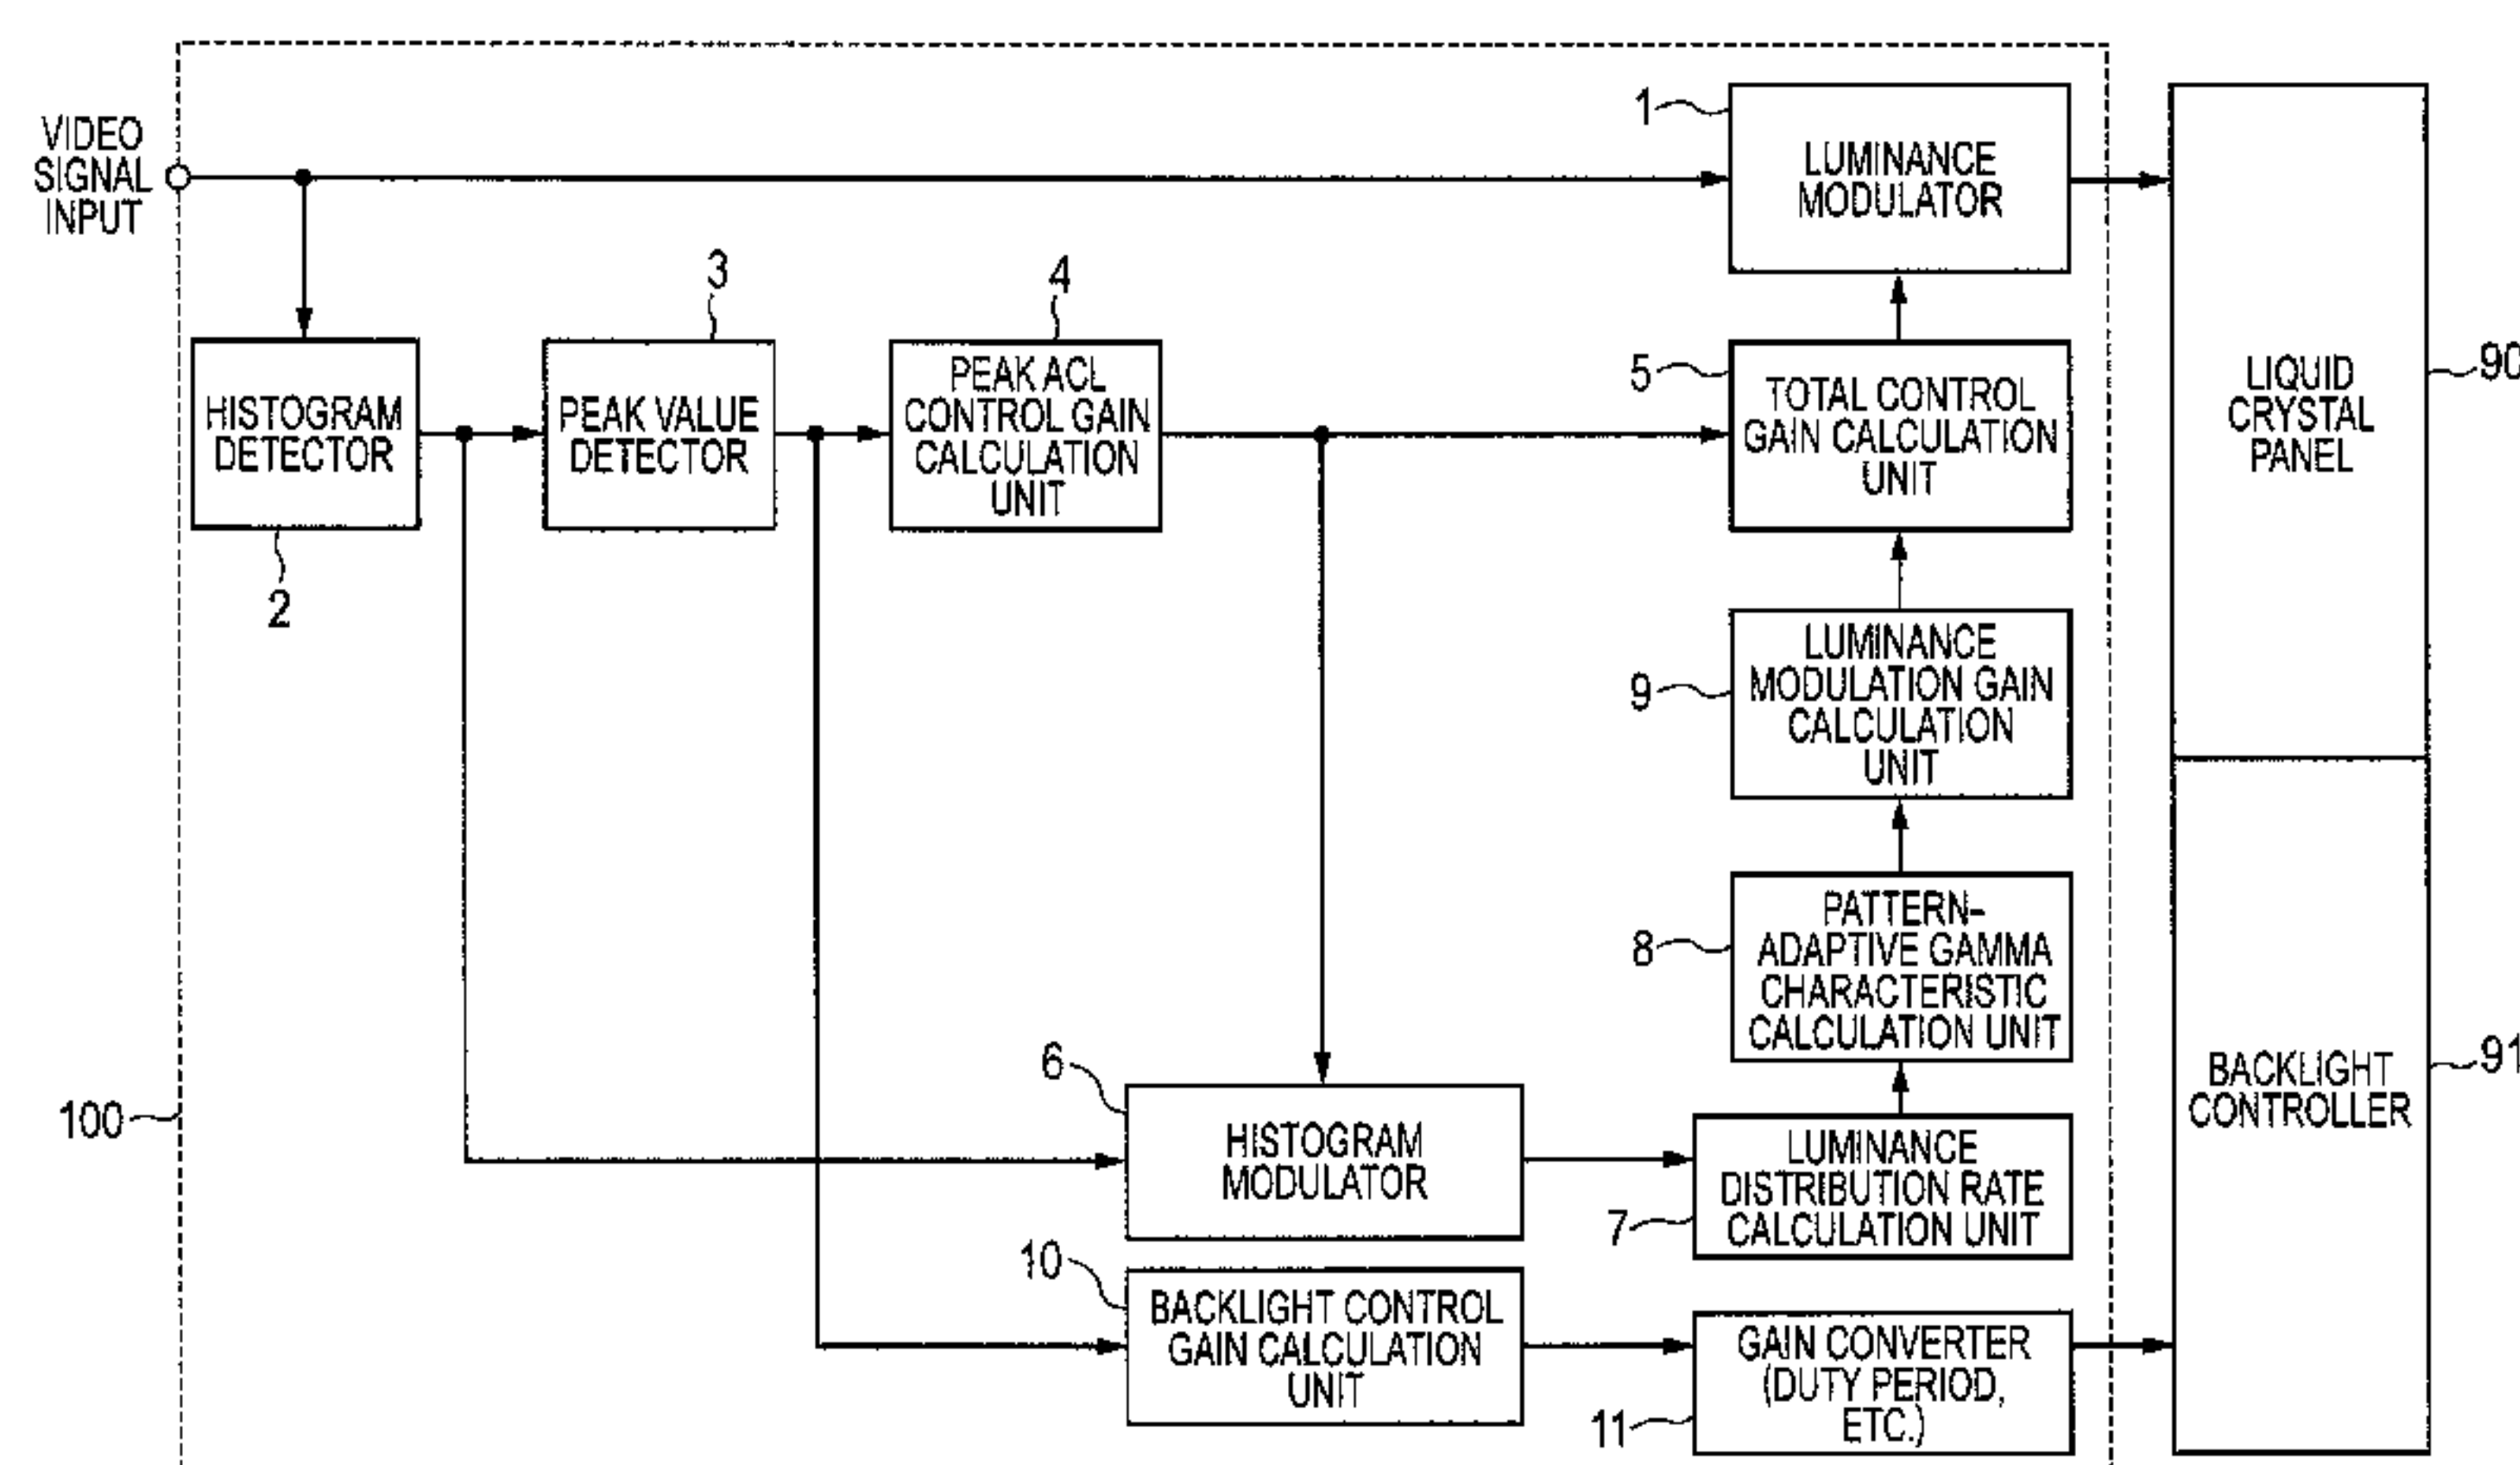 VIDEO
SIGNAL
INPUT
1
LUMINANCE
MODULATOR
3
4
HISTOGRAM
DETECTOR
2
PEAK VALUE
DETECTOR
PEAK ACL
CONTROL GAIN
CALCULATION
UNIT
5
TOTAL CONTROL
GAIN CALCULATION
UNIT
LIQUID
CRYSTAL
PANEL
90
9
LUMINANCE
MODULATION GAIN
CALCULATION
UNIT
8
PATTERN-
ADAPTIVE GAMMA
CHARACTERISTIC
CALCULATION UNIT
BACKLIGHT
CONTROLLER
91
100
6
HISTOGRAM
MODULATOR
7
LUMINANCE
DISTRIBUTION RATE
CALCULATION UNIT
10
BACKLIGHT CONTROL
GAIN CALCULATION
UNIT
11
GAIN CONVERTER
(DUTY PERIOD,
ETC.)